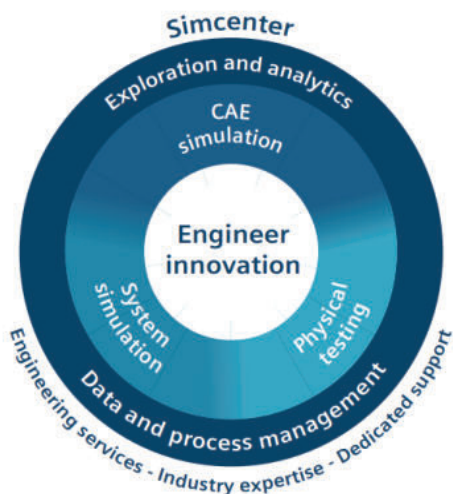 Simcenter
Exploration and analytics
CAE
simulation
Engineer
innovation
System
simulation
Physical
testing
Data and process management
Engineering services - Industry expertise - Dedicated support